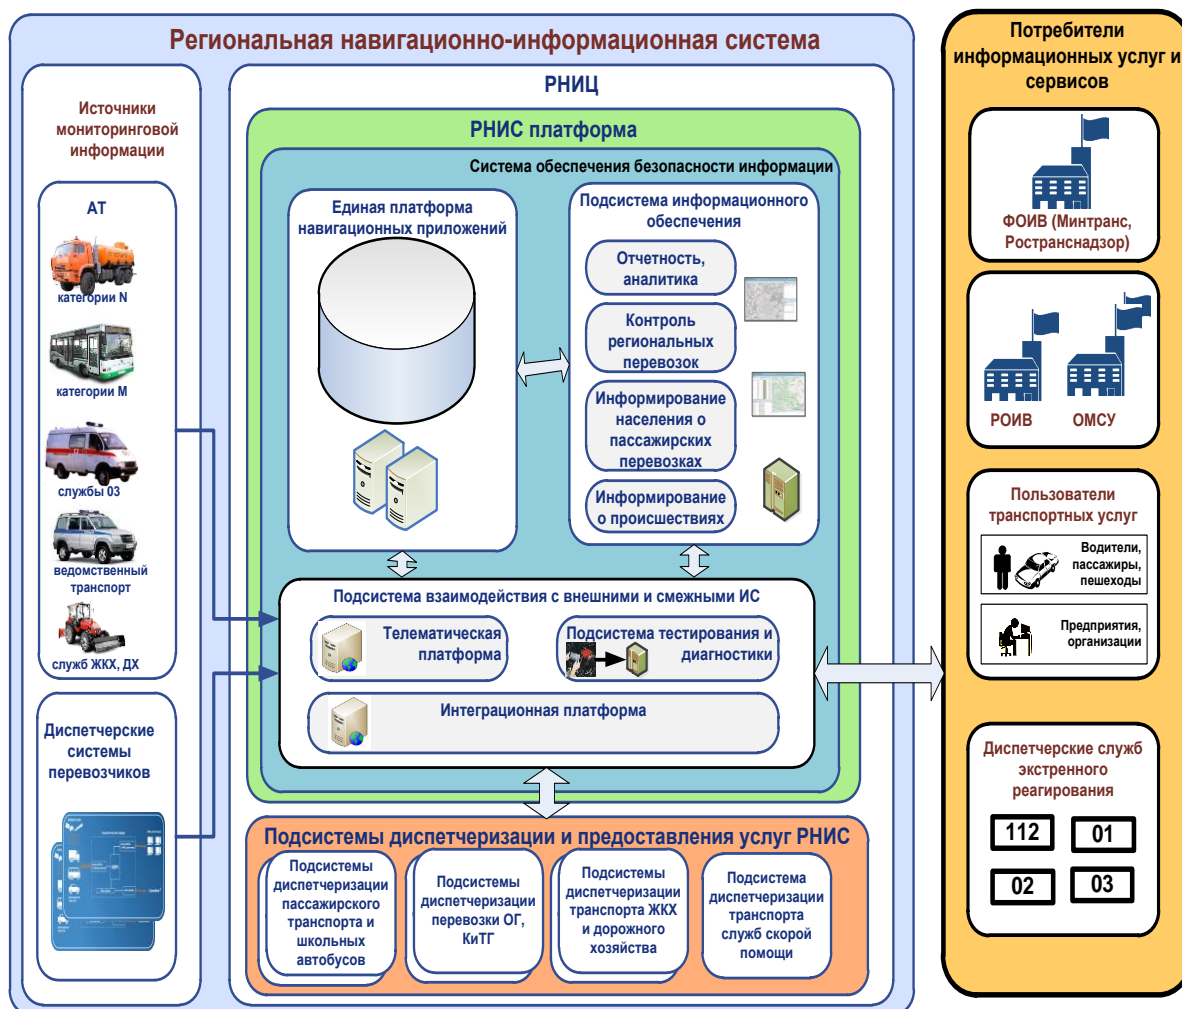 Региональная навигационно-информационная система
Источники
мониторинговой
информации
АТ
категории N
категории М
службы 03
ведомственный
транспорт
служб ЖКХ, ДХ
Диспетчерские
системы
перевозчиков
РНИЦ
РНИС платформа
Система обеспечения безопасности информации
Единая платформа
навигационных приложений
Подсистема информационного
обеспечения
Отчетность,
аналитика
Контроль
региональных
перевозок
Информирование
населения о
пассажирских
перевозках
Информирование
о происшествиях
Подсистема взаимодействия с внешними и смежными ИС
Телематическая
платформа
Подсистема тестирования и
диагностики
Интеграционная платформа
Подсистемы диспетчеризации и предоставления услуг РНИС
Подсистемы
диспетчеризации
пассажирского
транспорта и
школьных
автобусов
Подсистемы
диспетчеризации
перевозки ОГ,
КиТГ
Подсистемы
диспетчеризации
транспорта ЖКХ
и дорожного
хозяйства
Подсистема
диспетчеризации
транспорта
служб скорой
помощи
Потребители
информационных услуг и
сервисов
ФОИВ (Минтранс,
Ространснадзор)
РОИВ
ОМСУ
Пользователи
транспортных услуг
Водители,
пассажиры,
пешеходы
Предприятия,
организации
Диспетчерские служб
экстренного
реагирования
112
01
02
03